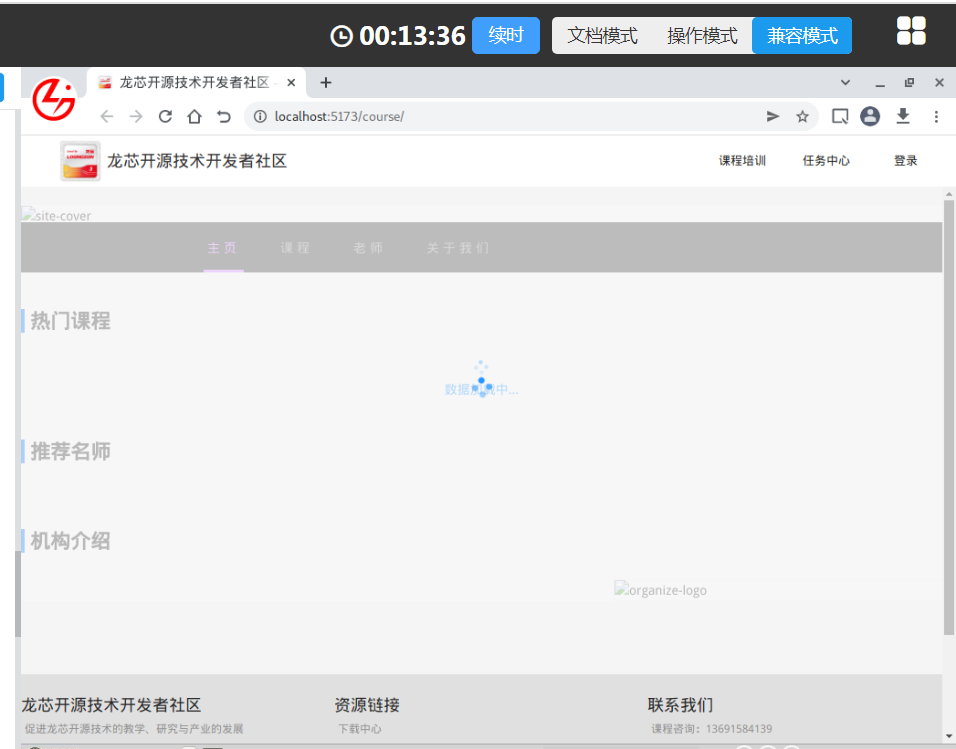 00:13:36 续时 文档模式 操作模式 兼容模式
龙芯开源技术开发者社区 -
localhost:5173/course/
龙芯开源技术开发者社区 课程培训 任务中心 登录
site-cover
主页 课程 老师 关于我们
热门课程
数据加载中...
推荐名师
机构介绍
organize-logo
龙芯开源技术开发者社区 资源链接 联系我们
促进龙芯开源技术的教学、研究与产业的发展 下载中心 课程咨询：13691584139